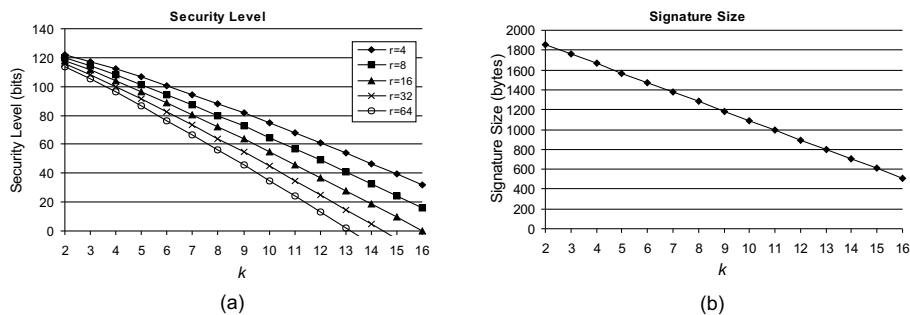 Security Level
Security Level (bits)
140
120
100
80
60
40
20
0
2 3 4 5 6 7 8 9 10 11 12 13 14 15 16
k
r=4
r=8
r=16
r=32
r=64
(a)
Signature Size
Signature Size (bytes)
2000
1800
1600
1400
1200
1000
800
600
400
200
0
2 3 4 5 6 7 8 9 10 11 12 13 14 15 16
k
(b)